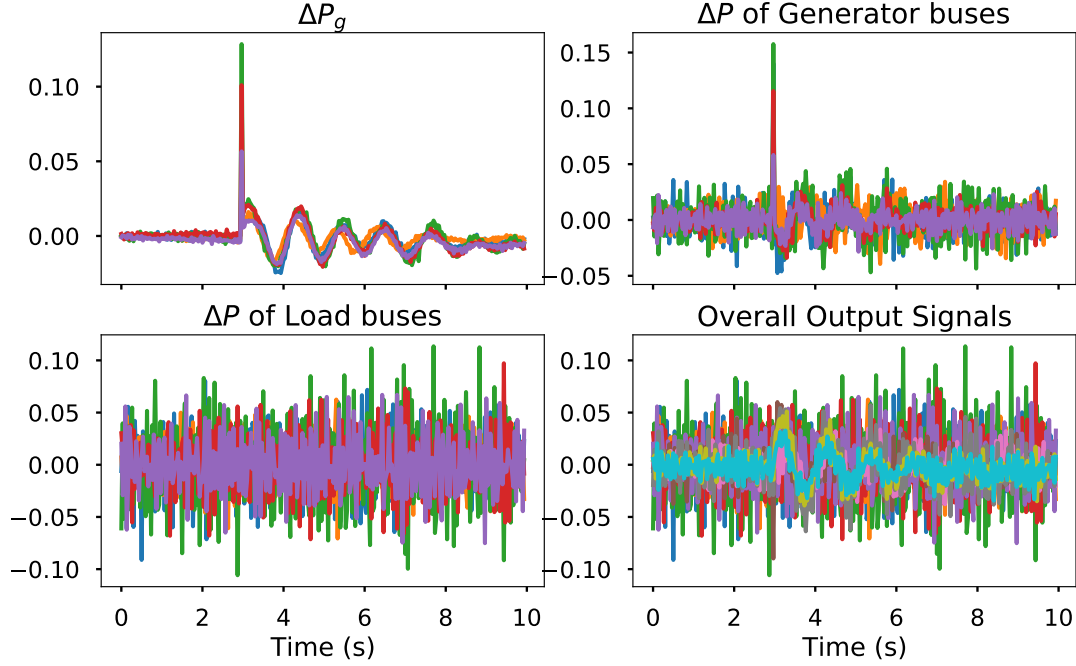 ΔP_g
ΔP of Generator buses
0.10
0.05
0.00
0.15
0.10
0.05
0.00
−0.05
ΔP of Load buses
Overall Output Signals
0.10
0.05
0.00
−0.05
−0.10
0.10
0.05
0.00
−0.05
−0.10
0 2 4 6 8 10
0 2 4 6 8 10
Time (s)
Time (s)